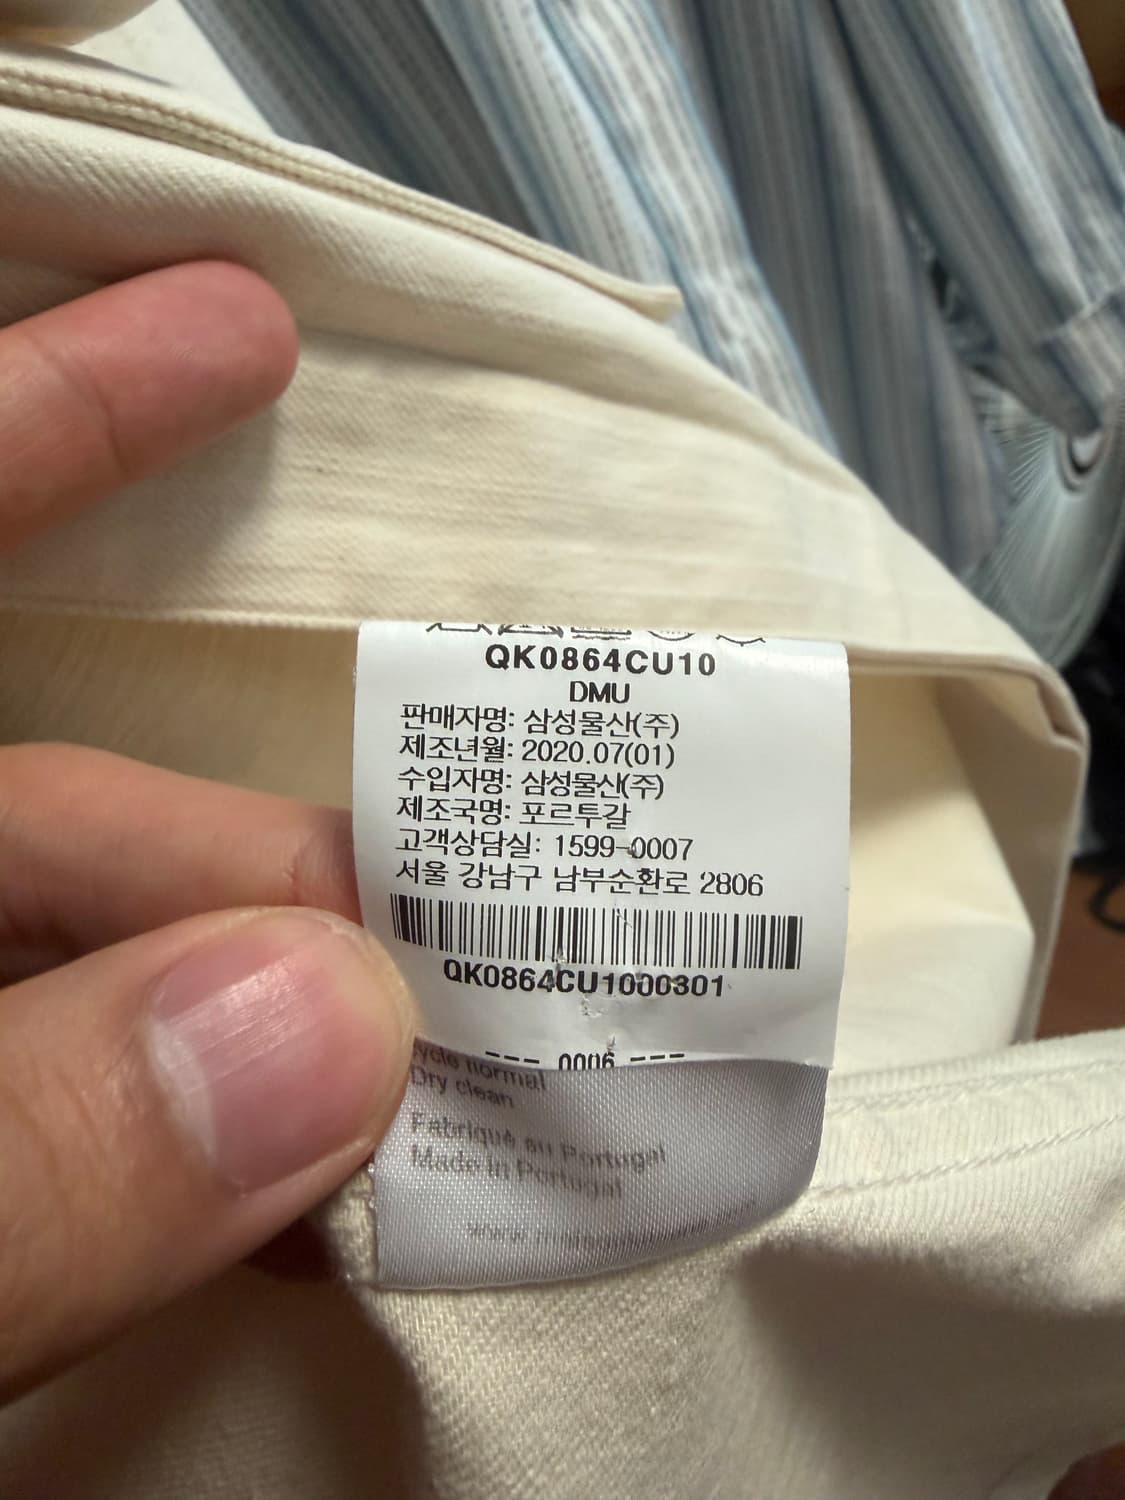 QK0864CU10
DMU
판매자명: 삼성물산(주)
제조년월: 2020.07(01)
수입자명: 삼성물산(주)
제조국명: 포르투갈
고객상담실: 1599-0007
서울 강남구 남부순환로 2806
QK0864CU1000301
--- 0006 ---
normal
Dry clean
Fabriqué au Portugal
Made in Portugal